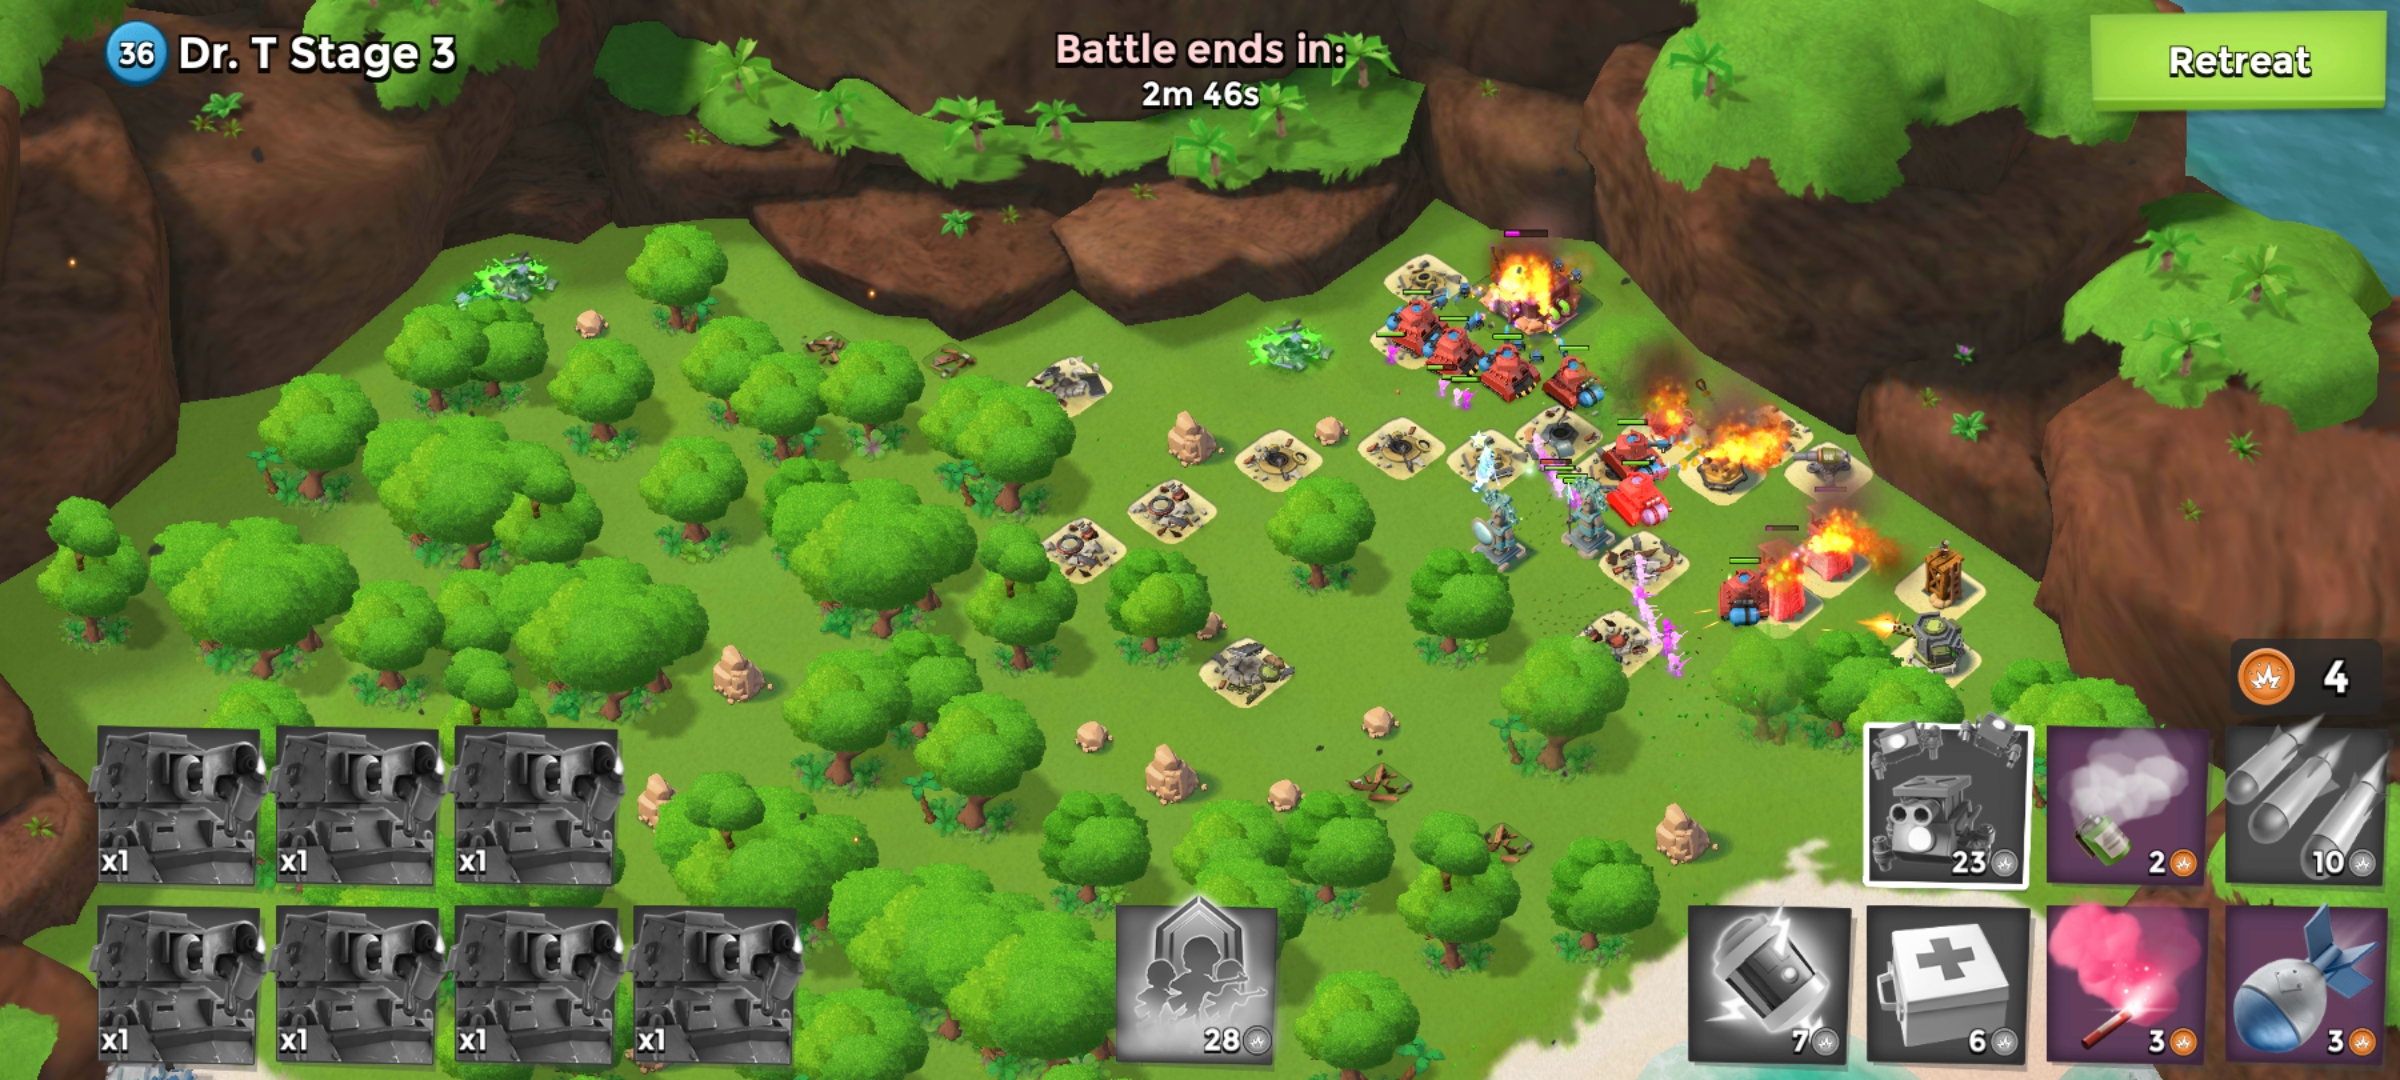 36 Dr. T Stage 3
Battle ends in:
2m 46s
Retreat
4
x1 x1 x1
23 2 10
x1 x1 x1 x1
28
7 6 3 3